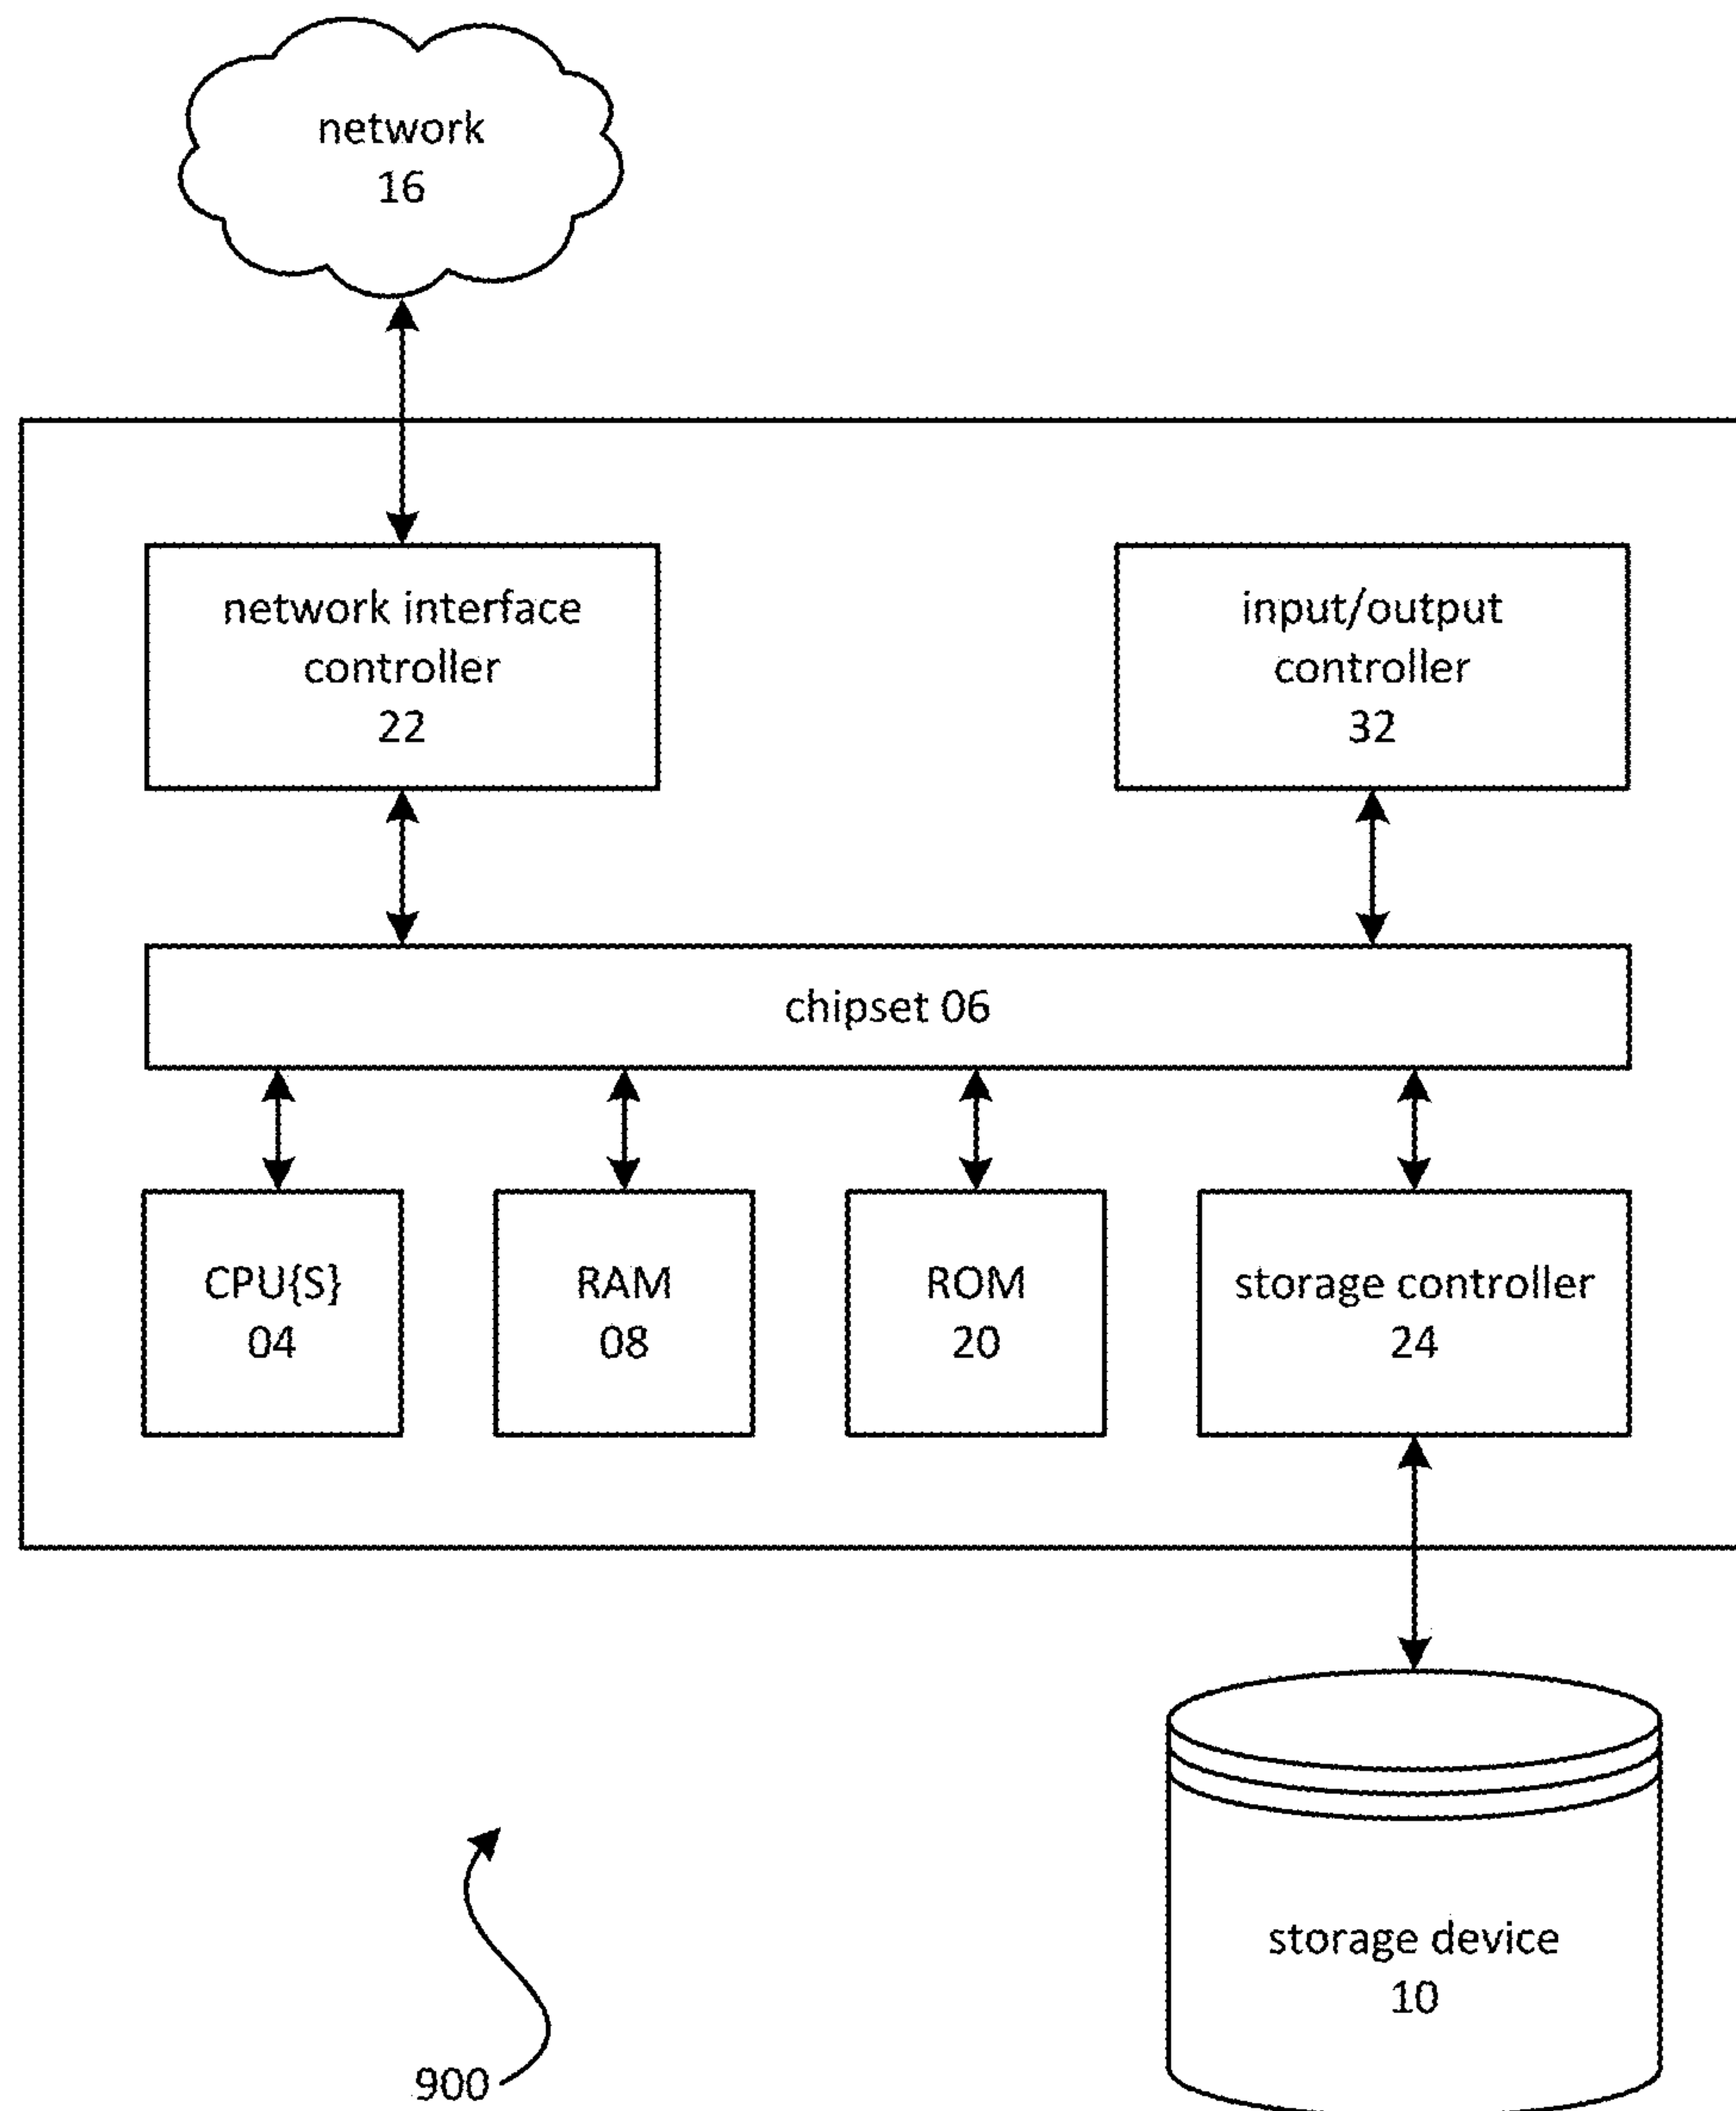 network
16
network interface
controller
22
input/output
controller
32
chipset 06
CPU{S}
04
RAM
08
ROM
20
storage controller
24
storage device
10
900